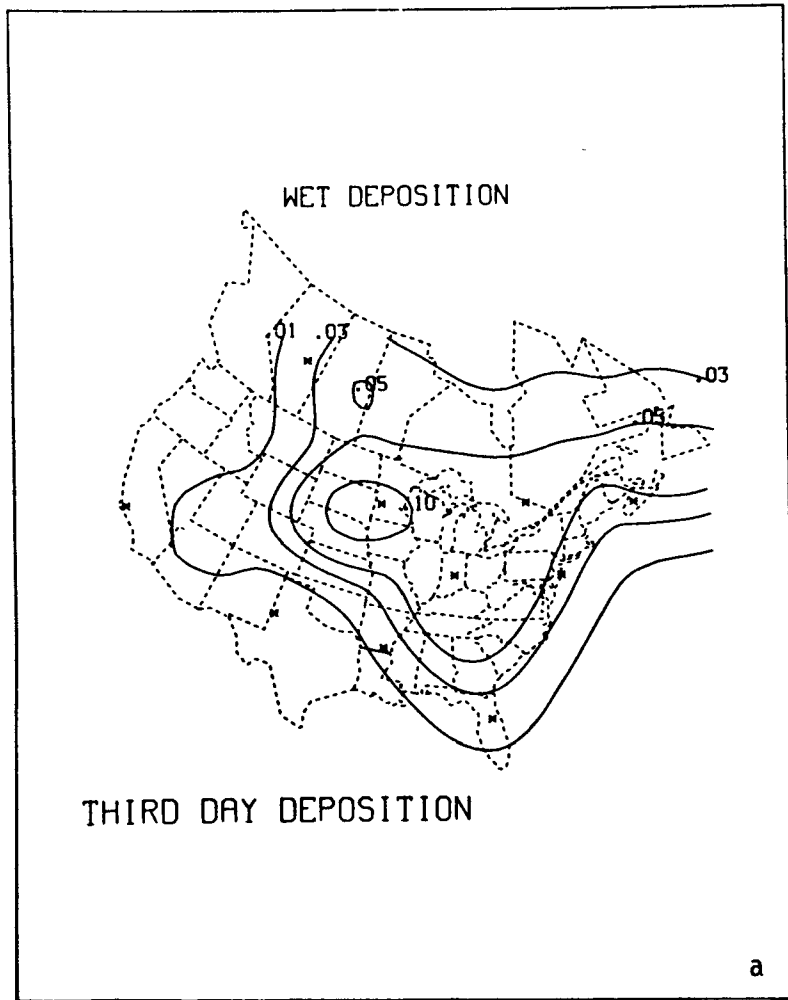 WET DEPOSITION
.01
.03
.05
.03
.05
.10
THIRD DAY DEPOSITION
a